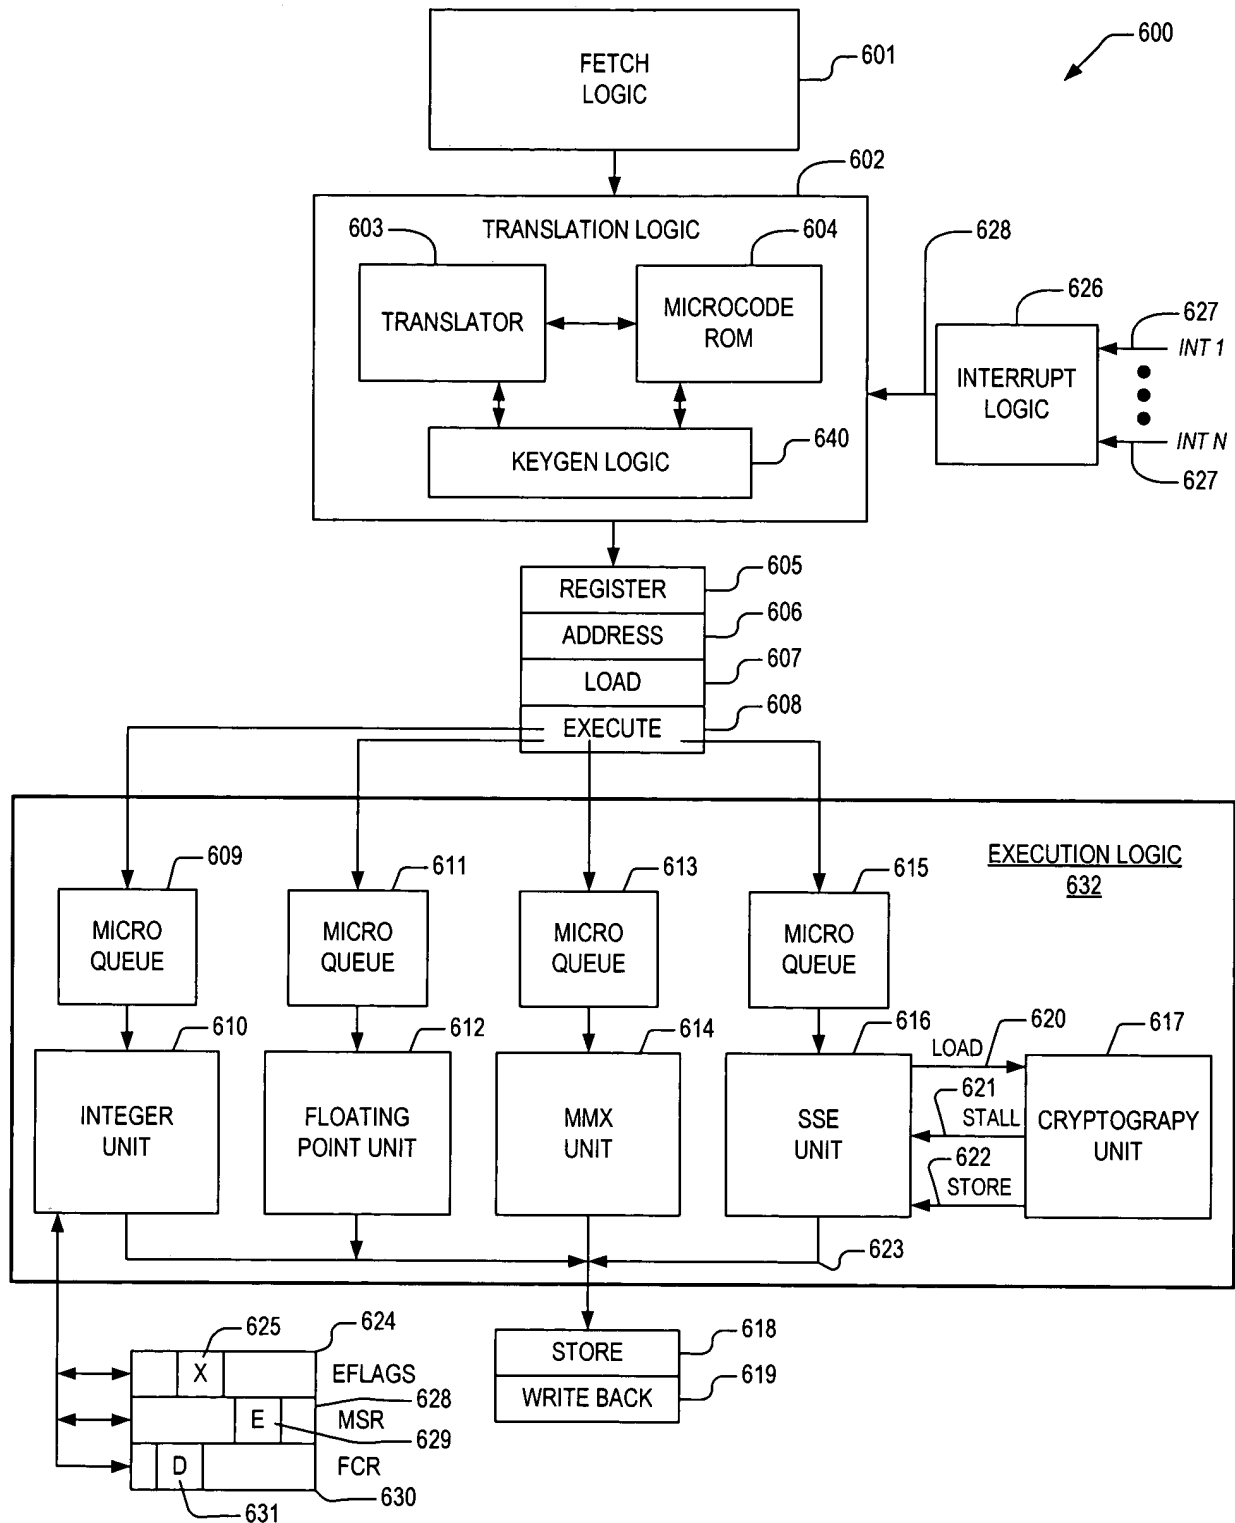 600
FETCH
LOGIC
601
602
TRANSLATION LOGIC
603
604
628
TRANSLATOR
MICROCODE
ROM
626
627
INT 1
INTERRUPT
LOGIC
KEYGEN LOGIC
640
INT N
627
REGISTER
605
ADDRESS
606
LOAD
607
EXECUTE
608
EXECUTION LOGIC
632
609
611
613
615
MICRO
QUEUE
MICRO
QUEUE
MICRO
QUEUE
MICRO
QUEUE
610
612
614
616
620
617
INTEGER
UNIT
FLOATING
POINT UNIT
MMX
UNIT
SSE
UNIT
LOAD
621
STALL
622
STORE
CRYPTOGRAPY
UNIT
623
625
624
X
EFLAGS
628
E
MSR
629
D
FCR
631
630
STORE
618
WRITE BACK
619